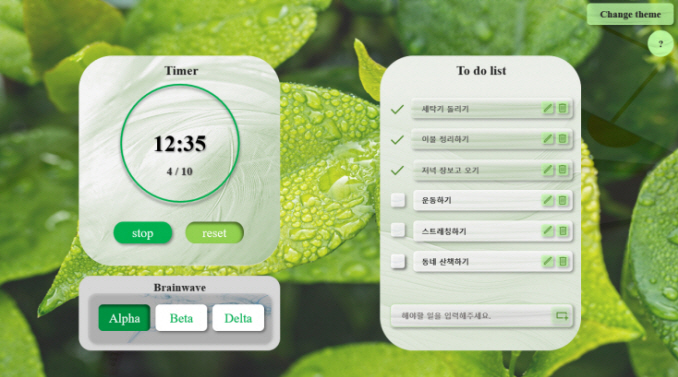 Change theme
?
Timer
12:35
4 / 10
stop
reset
Brainwave
Alpha
Beta
Delta
To do list
세탁기 돌리기
이불 정리하기
저녁 장보고 오기
운동하기
스트레칭하기
동네 산책하기
해야할 일을 입력해주세요.